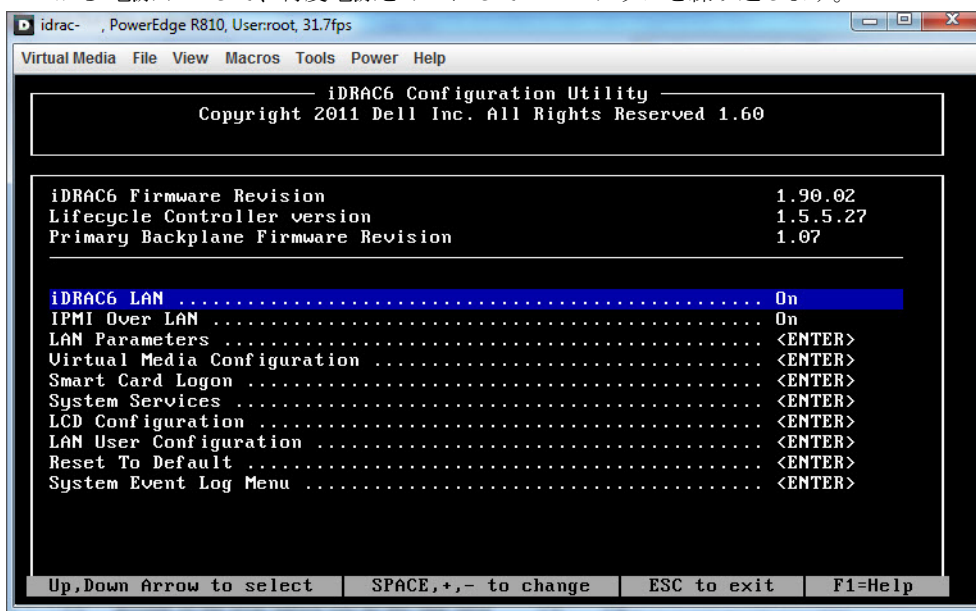 idrac- , PowerEdge R810, User:root, 31.7fps
Virtual Media File View Macros Tools Power Help
iDRAC6 Configuration Utility
Copyright 2011 Dell Inc. All Rights Reserved 1.60
iDRAC6 Firmware Revision 1.90.02
Lifecycle Controller version 1.5.5.27
Primary Backplane Firmware Revision 1.07
iDRAC6 LAN .................................................. On
IPMI Over LAN ............................................... On
LAN Parameters .............................................. <ENTER>
Virtual Media Configuration ................................. <ENTER>
Smart Card Logon ............................................ <ENTER>
System Services ............................................. <ENTER>
LCD Configuration ........................................... <ENTER>
LAN User Configuration ...................................... <ENTER>
Reset To Default ............................................ <ENTER>
System Event Log Menu ....................................... <ENTER>
Up,Down Arrow to select SPACE,+,- to change ESC to exit F1=Help